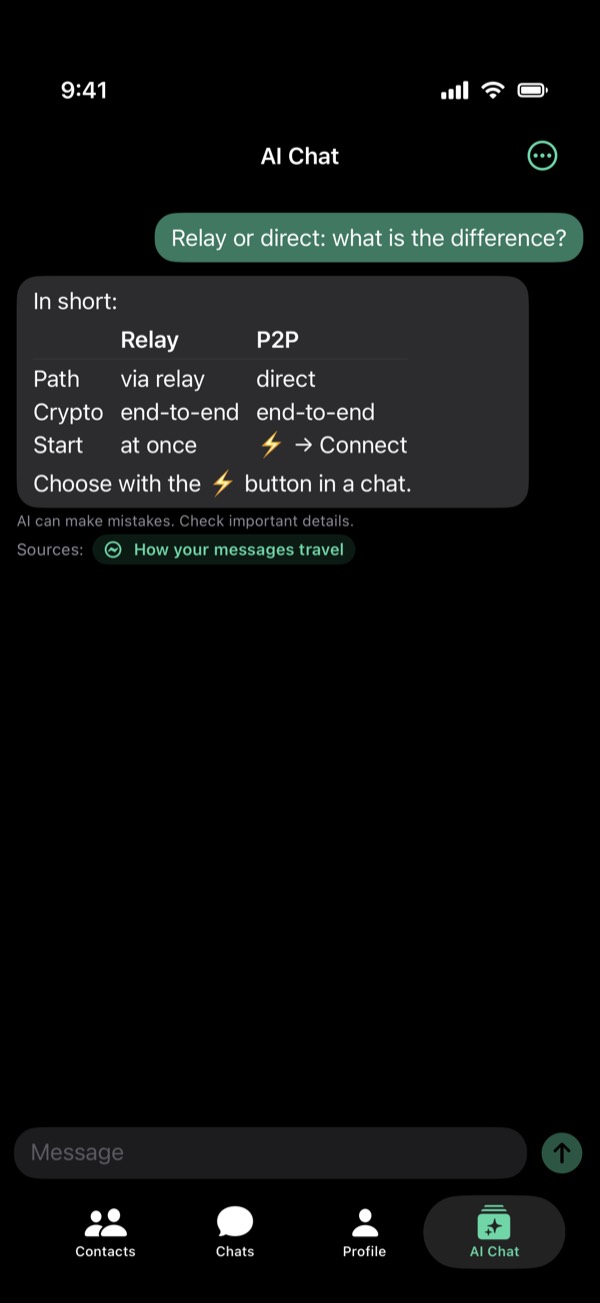 9:41
AI Chat
Relay or direct: what is the difference?
In short:
Relay P2P
Path via relay direct
Crypto end-to-end end-to-end
Start at once ⚡ → Connect
Choose with the ⚡ button in a chat.
AI can make mistakes. Check important details.
Sources: How your messages travel
Message
Contacts Chats Profile AI Chat